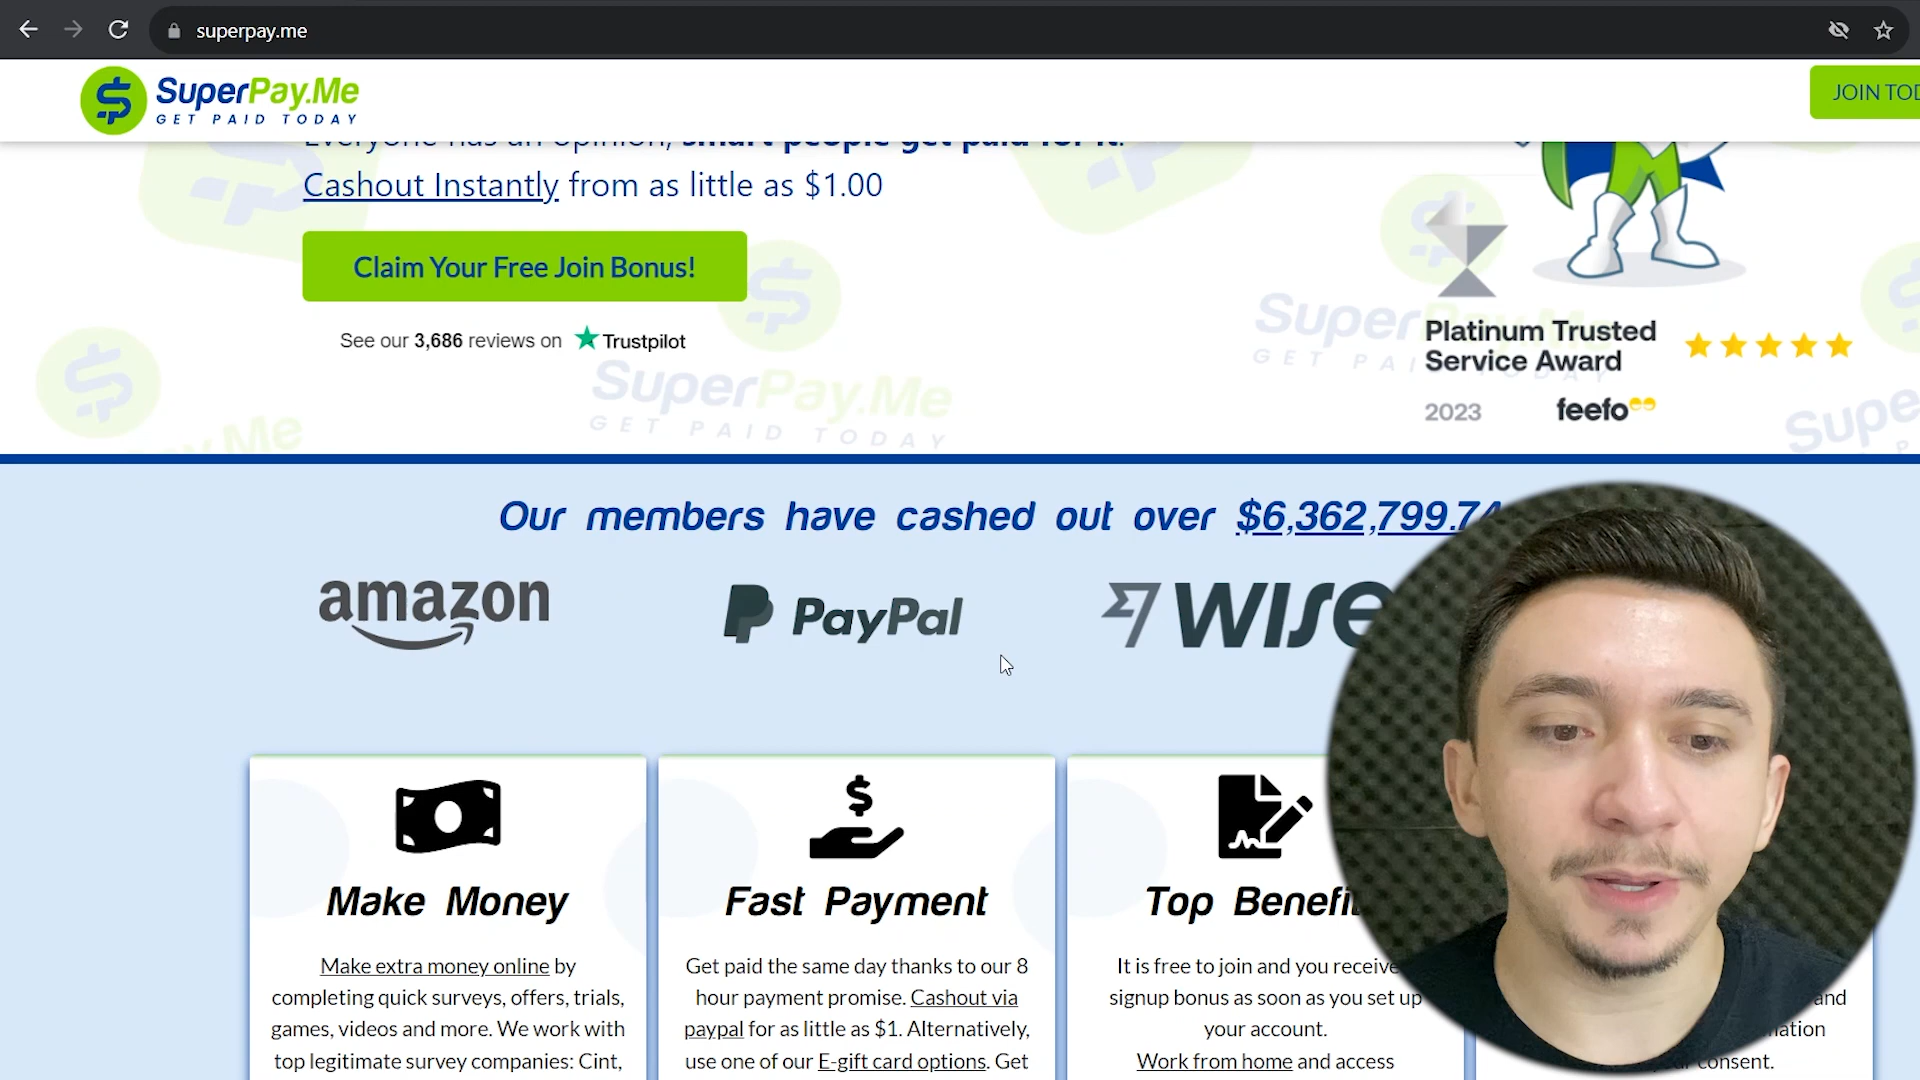 superpay.me
SuperPay.Me
GET PAID TODAY
JOIN TOD
Everyone has an opinion, smart people get paid for it.
Cashout Instantly from as little as $1.00
Claim Your Free Join Bonus!
See our 3,686 reviews on Trustpilot
Platinum Trusted
Service Award
2023 feefo
SuperPay.Me
GET PAID TODAY
Our members have cashed out over $6,362,799.74
amazon
PayPal
WISE
Make Money
Make extra money online by
completing quick surveys, offers, trials,
games, videos and more. We work with
top legitimate survey companies: Cint,
Fast Payment
Get paid the same day thanks to our 8
hour payment promise. Cashout via
paypal for as little as $1. Alternatively,
use one of our E-gift card options. Get
Top Benefit
It is free to join and you receive
signup bonus as soon as you set up
your account.
Work from home and access
and
consent.